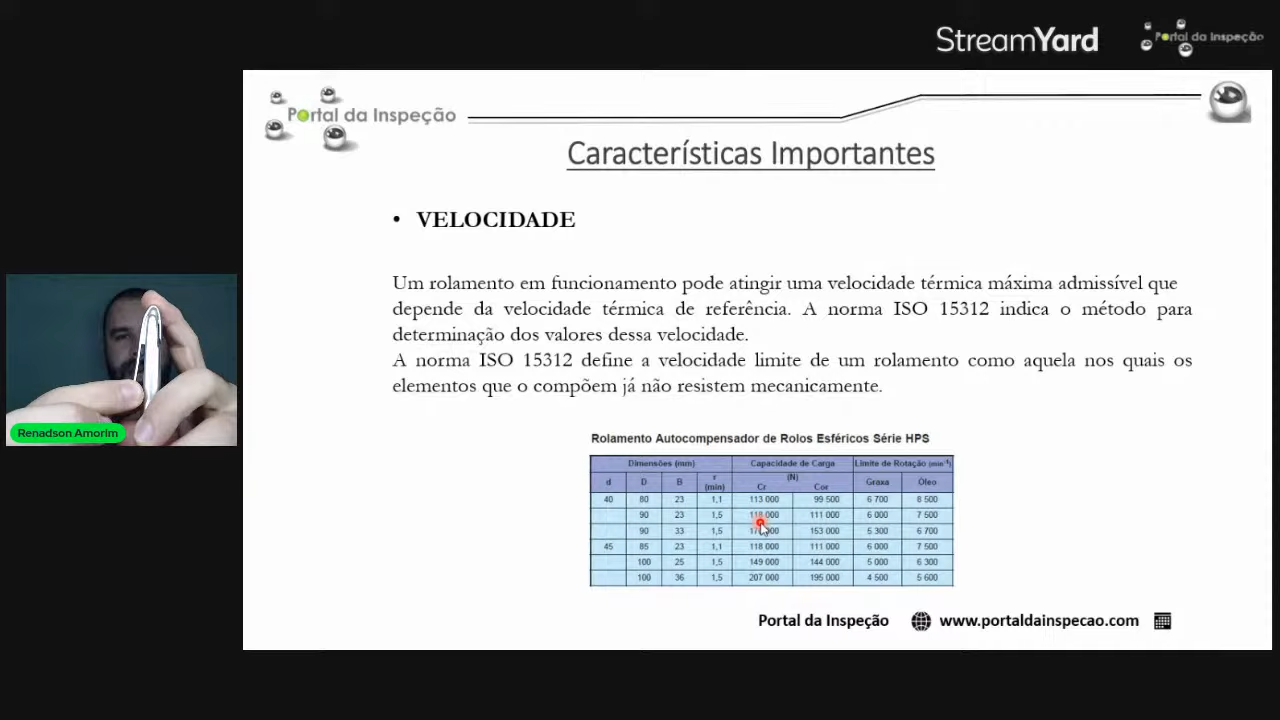 StreamYard
Portal da Inspeção
Portal da Inspeção
Características Importantes
• VELOCIDADE
Um rolamento em funcionamento pode atingir uma velocidade térmica máxima admissível que
depende da velocidade térmica de referência. A norma ISO 15312 indica o método para
determinação dos valores dessa velocidade.
A norma ISO 15312 define a velocidade limite de um rolamento como aquela nos quais os
elementos que o compõem já não resistem mecanicamente.
Renadson Amorim
Rolamento Autocompensador de Rolos Esféricos Série HPS
Dimensões (mm) Capacidade de Carga Limite de Rotação (min⁻¹)
d D B r (min) (N) Cr Cor Graxa Óleo
40 80 23 1,1 113 000 99 500 6 700 8 500
90 23 1,5 118 000 111 000 6 000 7 500
90 33 1,5 153 000 5 300 6 700
45 85 23 1,1 118 000 111 000 6 000 7 500
100 25 1,5 149 000 144 000 5 000 6 300
100 36 1,5 207 000 195 000 4 500 5 600
Portal da Inspeção www.portaldainspecao.com